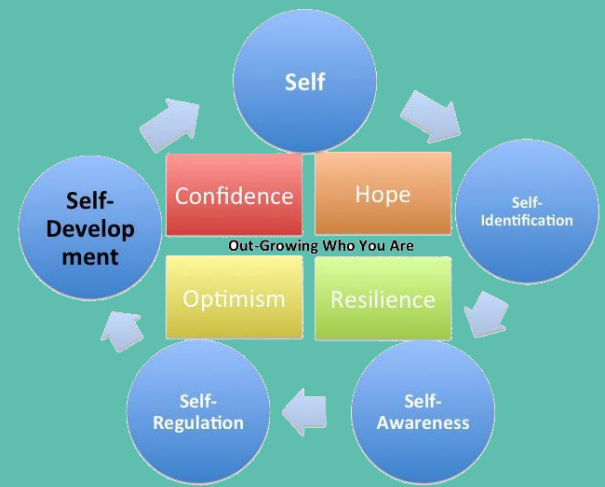 Self
Confidence
Hope
Self-
Identification
Self-
Develop
ment
Out-Growing Who You Are
Optimism
Resilience
Self-
Regulation
Self-
Awareness